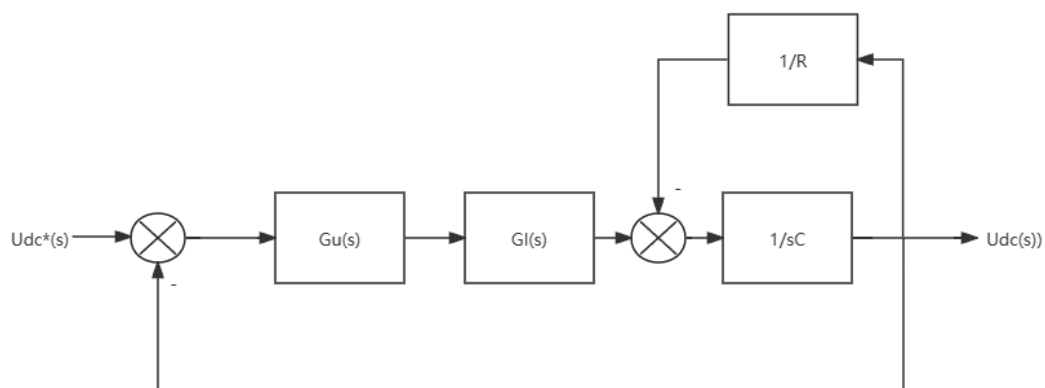 1/R
-
Udc*(s)
Gu(s)
GI(s)
1/sC
Udc(s))
-